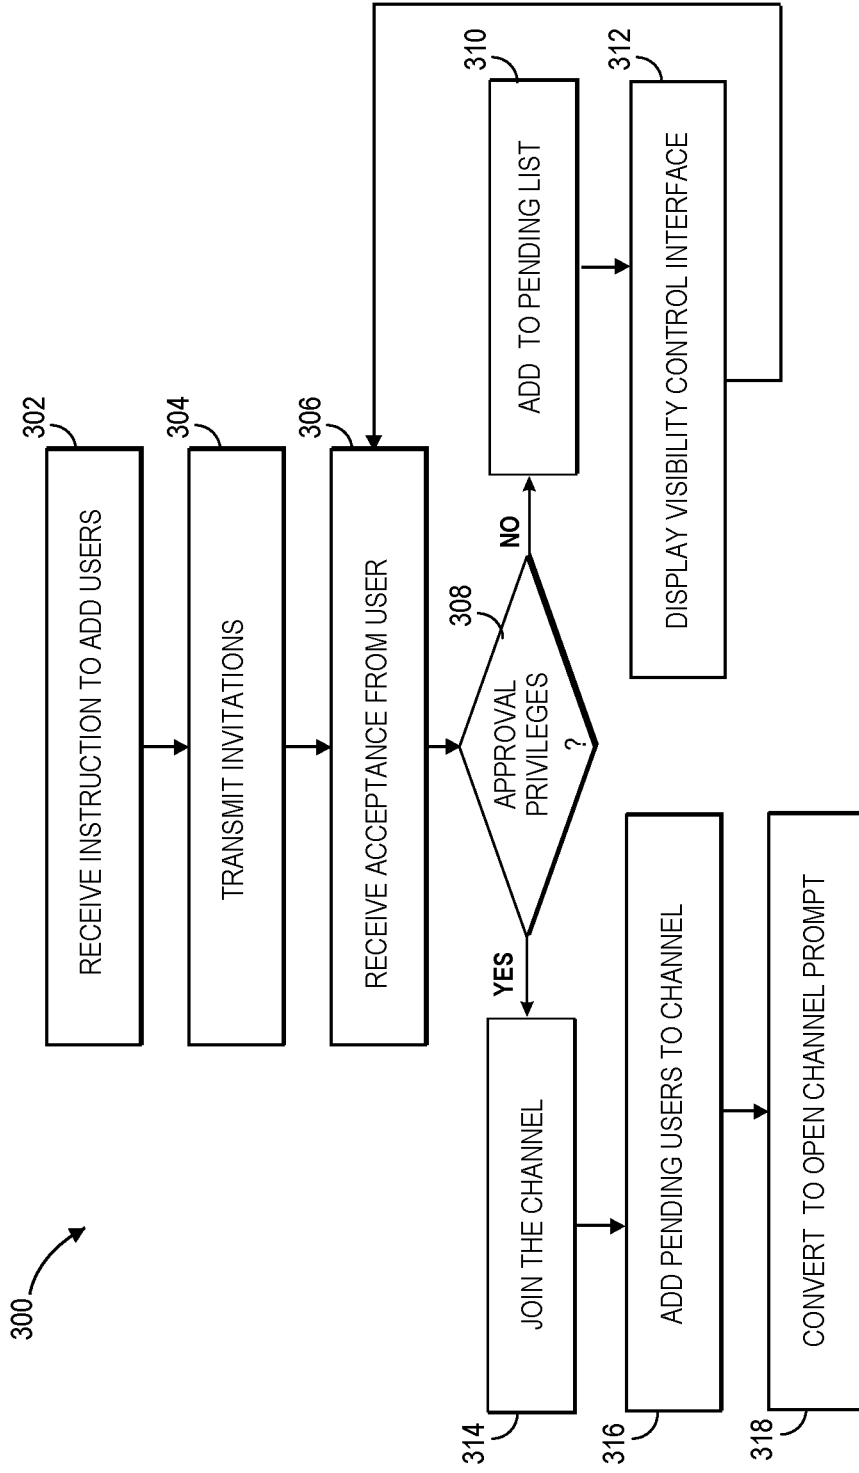 300
302
RECEIVE INSTRUCTION TO ADD USERS
304
TRANSMIT INVITATIONS
306
RECEIVE ACCEPTANCE FROM USER
308
APPROVAL
PRIVILEGES
?
YES
NO
310
ADD TO PENDING LIST
312
DISPLAY VISIBILITY CONTROL INTERFACE
314
JOIN THE CHANNEL
316
ADD PENDING USERS TO CHANNEL
318
CONVERT TO OPEN CHANNEL PROMPT